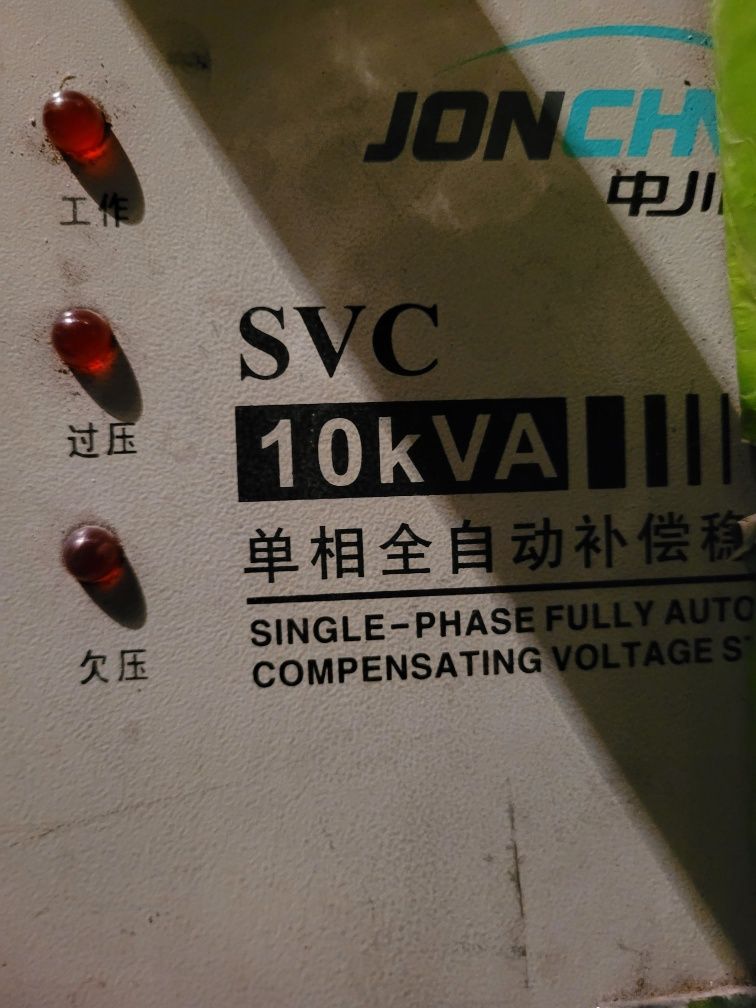 JONCH
中川
工作
SVC
过压
10kVA
单相全自动补偿稳
欠压
SINGLE-PHASE FULLY AUTO
COMPENSATING VOLTAGE S